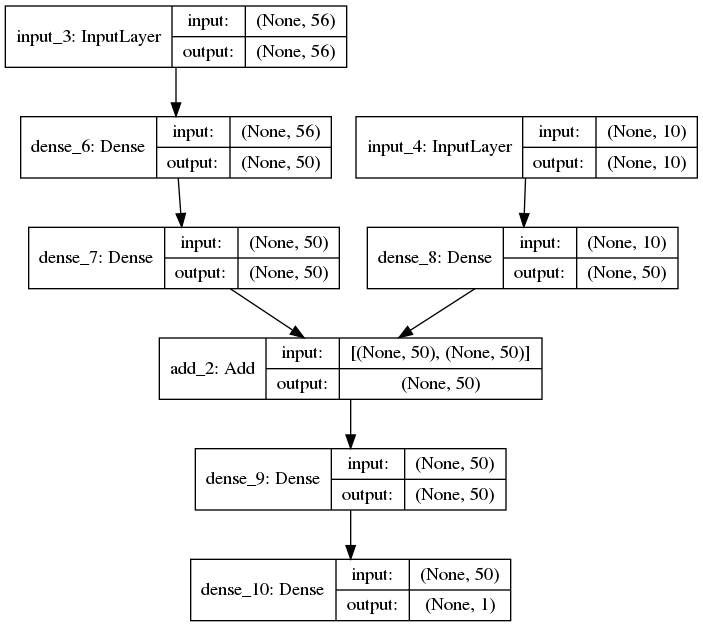 input_3: InputLayer
input: (None, 56)
output: (None, 56)
dense_6: Dense
input: (None, 56)
output: (None, 50)
input_4: InputLayer
input: (None, 10)
output: (None, 10)
dense_7: Dense
input: (None, 50)
output: (None, 50)
dense_8: Dense
input: (None, 10)
output: (None, 50)
add_2: Add
input: [(None, 50), (None, 50)]
output: (None, 50)
dense_9: Dense
input: (None, 50)
output: (None, 50)
dense_10: Dense
input: (None, 50)
output: (None, 1)